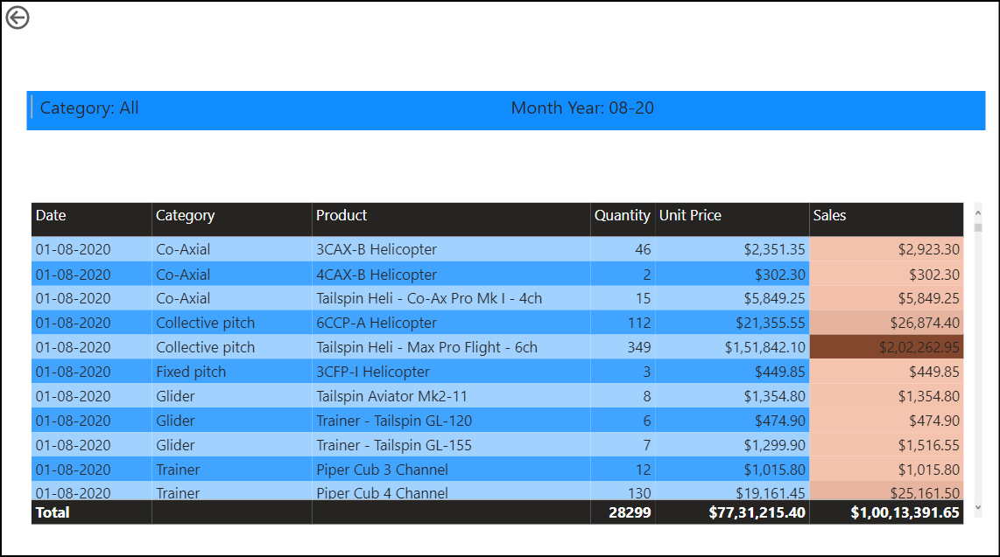 Category: All Month Year: 08-20
Date Category Product Quantity Unit Price Sales
01-08-2020 Co-Axial 3CAX-B Helicopter 46 $2,351.35 $2,923.30
01-08-2020 Co-Axial 4CAX-B Helicopter 2 $302.30 $302.30
01-08-2020 Co-Axial Tailspin Heli - Co-Ax Pro Mk I - 4ch 15 $5,849.25 $5,849.25
01-08-2020 Collective pitch 6CCP-A Helicopter 112 $21,355.55 $26,874.40
01-08-2020 Collective pitch Tailspin Heli - Max Pro Flight - 6ch 349 $1,51,842.10 $2,02,262.95
01-08-2020 Fixed pitch 3CFP-I Helicopter 3 $449.85 $449.85
01-08-2020 Glider Tailspin Aviator Mk2-11 8 $1,354.80 $1,354.80
01-08-2020 Glider Trainer - Tailspin GL-120 6 $474.90 $474.90
01-08-2020 Glider Trainer - Tailspin GL-155 7 $1,299.90 $1,516.55
01-08-2020 Trainer Piper Cub 3 Channel 12 $1,015.80 $1,015.80
01-08-2020 Trainer Piper Cub 4 Channel 130 $19,161.45 $25,161.50
Total 28299 $77,31,215.40 $1,00,13,391.65